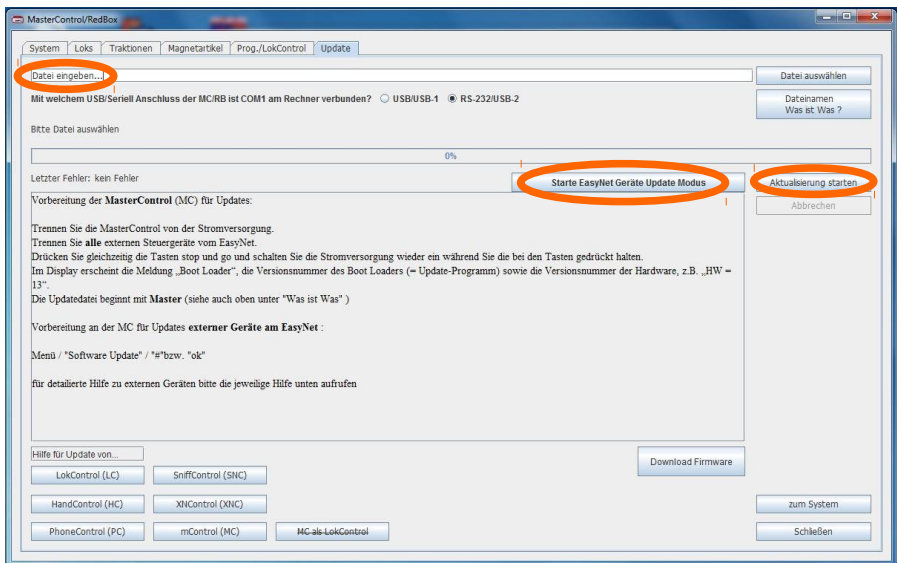 MasterControl/RedBox
System Loks Traktionen Magnetartikel Prog./LokControl Update
Datei eingeben... Datei auswählen
Mit welchem USB/Seriell Anschluss der MC/RB ist COM1 am Rechner verbunden? USB/USB-1 RS-232/USB-2
Dateinamen
Was ist Was ?
Bitte Datei auswählen
0%
Letzter Fehler: kein Fehler Starte EasyNet Geräte Update Modus Aktualisierung starten
Abbrechen
Vorbereitung der MasterControl (MC) für Updates:
Trennen Sie die MasterControl von der Stromversorgung.
Trennen Sie alle externen Steuergeräte vom EasyNet.
Drücken Sie gleichzeitig die Tasten stop und go und schalten Sie die Stromversorgung wieder ein während Sie die bei den Tasten gedrückt halten.
Im Display erscheint die Meldung „Boot Loader“, die Versionsnummer des Boot Loaders (= Update-Programm) sowie die Versionsnummer der Hardware, z.B. „HW =
13“.
Die Updatedatei beginnt mit Master (siehe auch oben unter "Was ist Was" )
Vorbereitung an der MC für Updates externer Geräte am EasyNet :
Menü / "Software Update" / "#"bzw. "ok"
für detailierte Hilfe zu externen Geräten bitte die jeweilige Hilfe unten aufrufen
Hilfe für Update von...
Download Firmware
LokControl (LC) SniffControl (SNC)
HandControl (HC) XNControl (XNC) zum System
PhoneControl (PC) mControl (MC) MC als LokControl Schließen